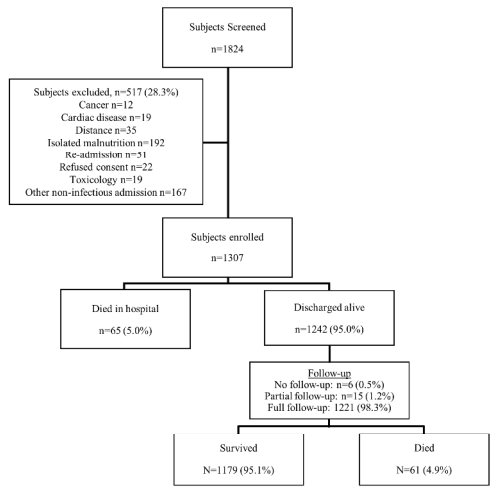 Subjects Screened
n=1824
Subjects excluded, n=517 (28.3%)
Cancer n=12
Cardiac disease n=19
Distance n=35
Isolated malnutrition n=192
Re-admission n=51
Refused consent n=22
Toxicology n=19
Other non-infectious admission n=167
Subjects enrolled
n=1307
Died in hospital
n=65 (5.0%)
Discharged alive
n=1242 (95.0%)
Follow-up
No follow-up: n=6 (0.5%)
Partial follow-up: n=15 (1.2%)
Full follow-up: 1221 (98.3%)
Survived
N=1179 (95.1%)
Died
N=61 (4.9%)